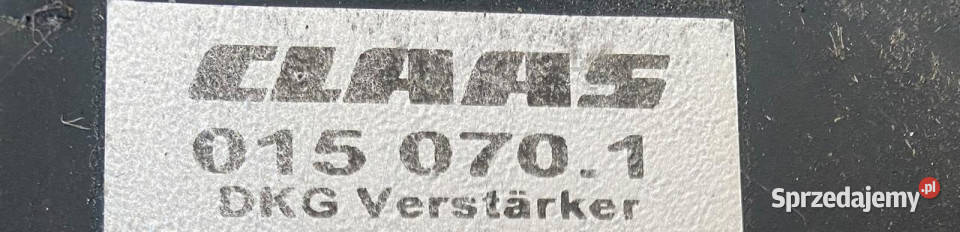 CLAAS
015 070.1
DKG Verstärker
Sprzedajemy.pl